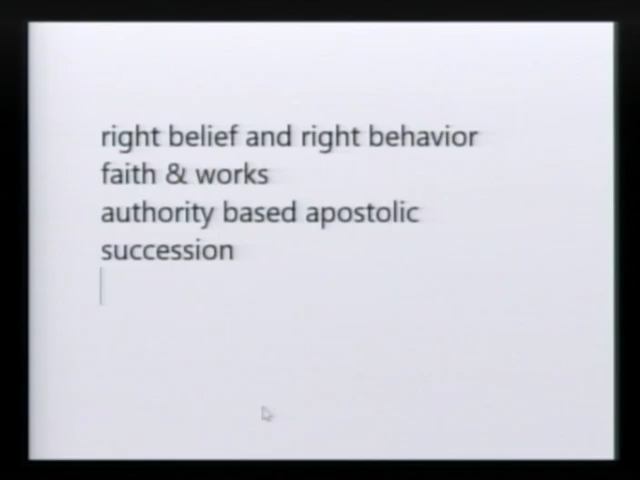 right belief and right behavior
faith & works
authority based apostolic
succession